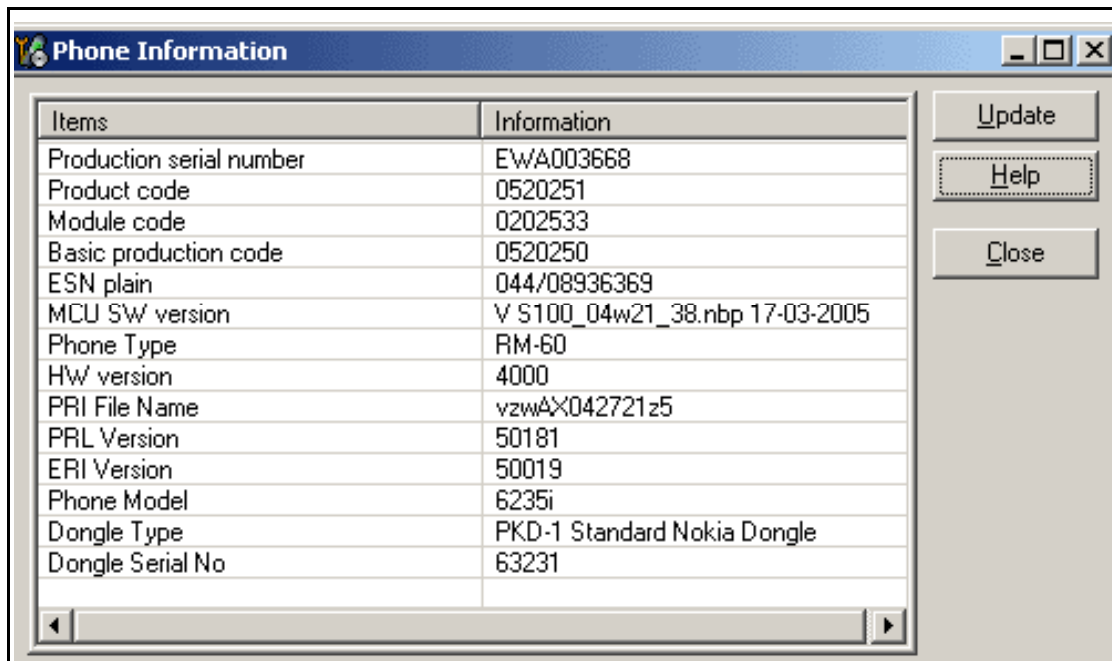 Phone Information
Items Information
Production serial number EWA003668
Product code 0520251
Module code 0202533
Basic production code 0520250
ESN plain 044/08936369
MCU SW version V S100_04w21_38.nbp 17-03-2005
Phone Type RM-60
HW version 4000
PRI File Name vzwAX042721z5
PRL Version 50181
ERI Version 50019
Phone Model 6235i
Dongle Type PKD-1 Standard Nokia Dongle
Dongle Serial No 63231
Update
Help
Close